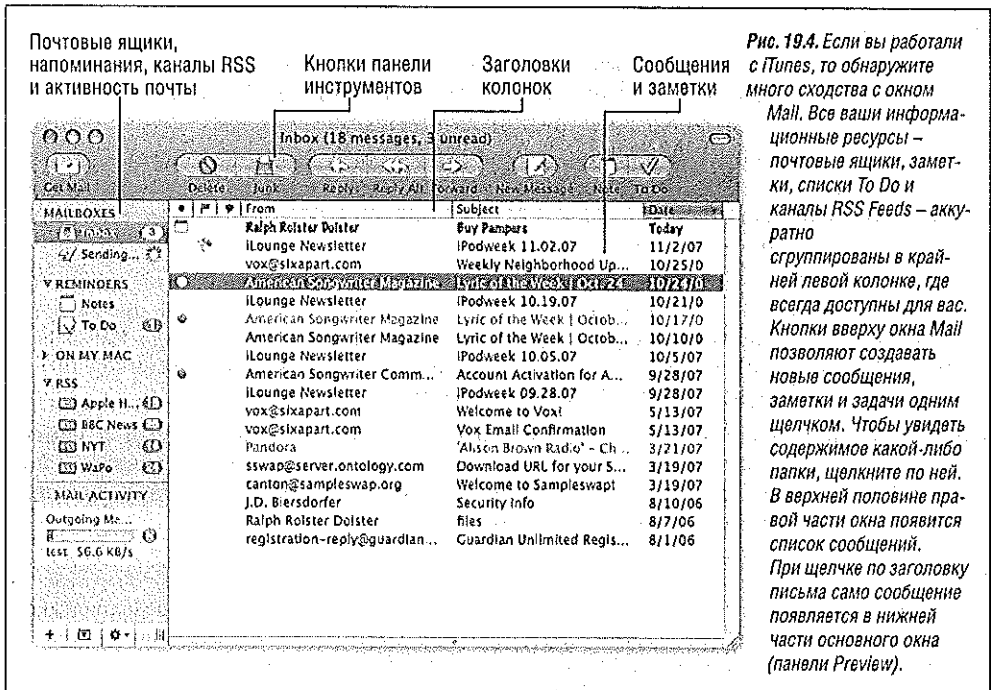 Почтовые ящики,
напоминания, каналы RSS
и активность почты
Кнопки панели
инструментов
Заголовки
колонок
Сообщения
и заметки
Inbox (18 messages, 3 unread)
Get Mail
Delete Junk Reply Reply All Forward New Message Note To Do
MAILBOXES
Inbox 3
Sending...
REMINDERS
Notes
To Do
ON MY MAC
RSS
Apple H...
BBC News
NYT
WaPo
MAIL ACTIVITY
Outgoing Me...
test 56.6 KB/s
From Subject Date
Ralph Rolster Dolster Buy Pampers Today
iLounge Newsletter iPodweek 11.02.07 11/2/07
vox@sixapart.com Weekly Neighborhood Up... 10/25/0
American Songwriter Magazine Lyric of the Week | Oct. 24 10/24/0
iLounge Newsletter iPodweek 10.19.07 10/21/0
American Songwriter Magazine Lyric of the Week | Octob... 10/17/0
American Songwriter Magazine Lyric of the Week | Octob... 10/10/0
iLounge Newsletter iPodweek 10.05.07 10/5/07
American Songwriter Comm... Account Activation for A... 9/28/07
iLounge Newsletter iPodweek 09.28.07 9/28/07
vox@sixapart.com Welcome to Vox! 5/13/07
vox@sixapart.com Vox Email Confirmation 5/13/07
Pandora 'Alison Brown Radio' - Ch... 3/21/07
sswap@server.ontology.com Download URL for your S... 3/19/07
canton@sampleswap.org Welcome to Sampleswap! 3/19/07
J.D. Biersdorfer Security info 8/10/06
Ralph Rolster Dolster files 8/7/06
registration-reply@guardian... Guardian Unlimited Regis... 8/1/06
Рис. 19.4. Если вы работали
с iTunes, то обнаружите
много сходства с окном
Mail. Все ваши информа-
ционные ресурсы –
почтовые ящики, замет-
ки, списки To Do и
каналы RSS Feeds – акку-
ратно
сгруппированы в край-
ней левой колонке, где
всегда доступны для вас.
Кнопки вверху окна Mail
позволяют создавать
новые сообщения,
заметки и задачи одним
щелчком. Чтобы увидеть
содержимое какой-либо
папки, щелкните по ней.
В верхней половине пра-
вой части окна появится
список сообщений.
При щелчке по заголовку
письма само сообщение
появляется в нижней
части основного окна
(панели Preview).